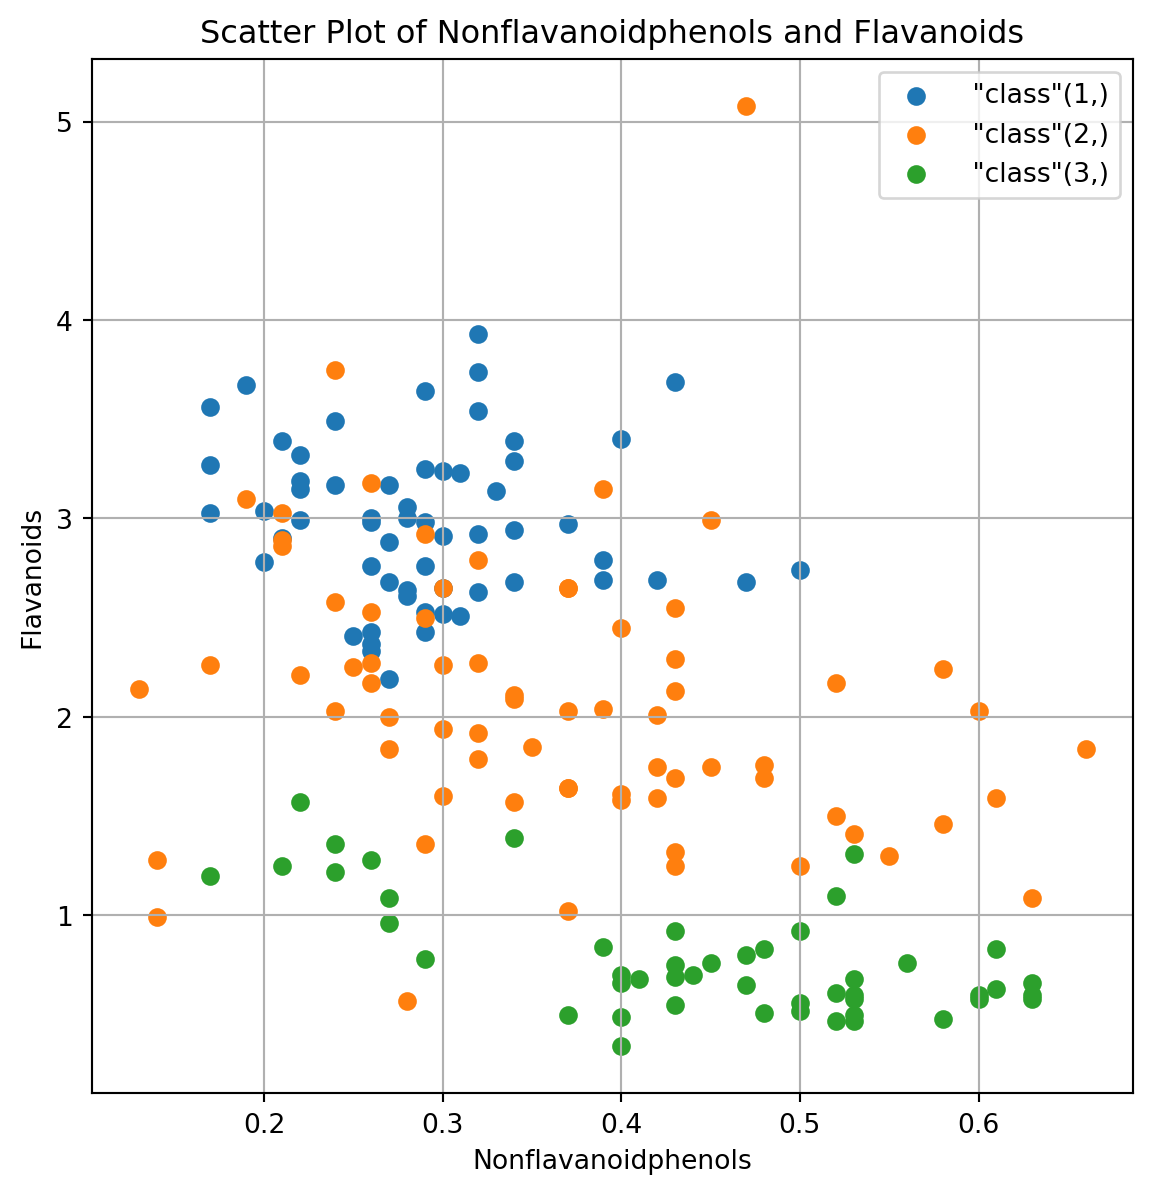 Scatter Plot of Nonflavanoidphenols and Flavanoids
"class"(1,)
"class"(2,)
"class"(3,)
5
4
3
2
1
Flavanoids
0.2 0.3 0.4 0.5 0.6
Nonflavanoidphenols